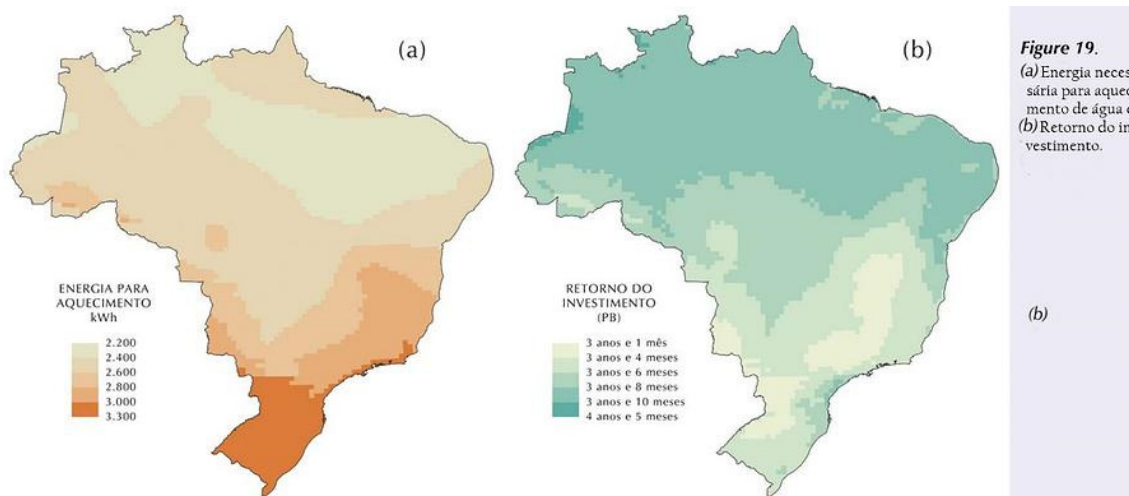 (a)
ENERGIA PARA
AQUECIMENTO
kWh
2.200
2.400
2.600
2.800
3.000
3.300
(b)
RETORNO DO
INVESTIMENTO
(PB)
3 anos e 1 mês
3 anos e 4 meses
3 anos e 6 meses
3 anos e 8 meses
3 anos e 10 meses
4 anos e 5 meses
Figure 19.
(a) Energia neces
sária para aquec
mento de água e
(b) Retorno do in
vestimento.
(b)